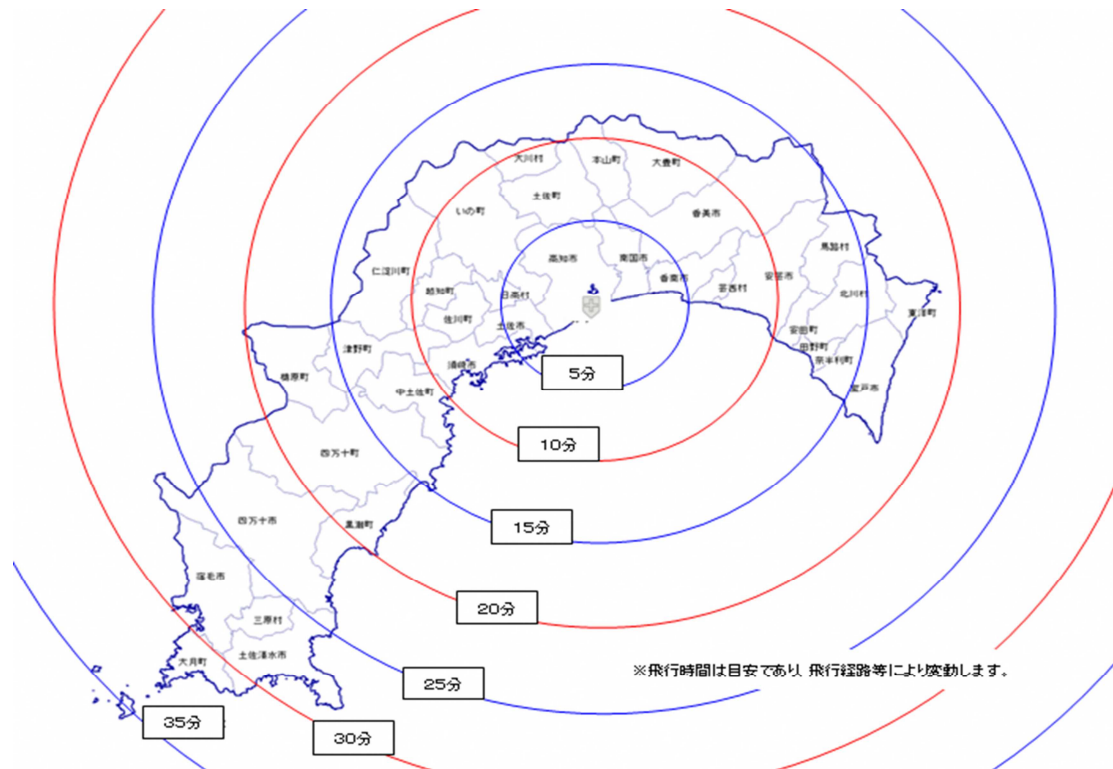 大川村
本山町
大豊町
土佐町
いの町
香美市
馬路村
高知市
南国市
仁淀川町
香南市
安芸市
芸西村
越知町
日高村
北川村
佐川町
土佐市
東洋町
安田町
津野町
田野町
須崎市
奈半利町
5分
梼原町
中土佐町
室戸市
10分
四万十町
四万十市
黒潮町
15分
宿毛市
20分
三原村
土佐清水市
大月町
※飛行時間は目安であり、飛行経路等により変動します。
25分
35分
30分